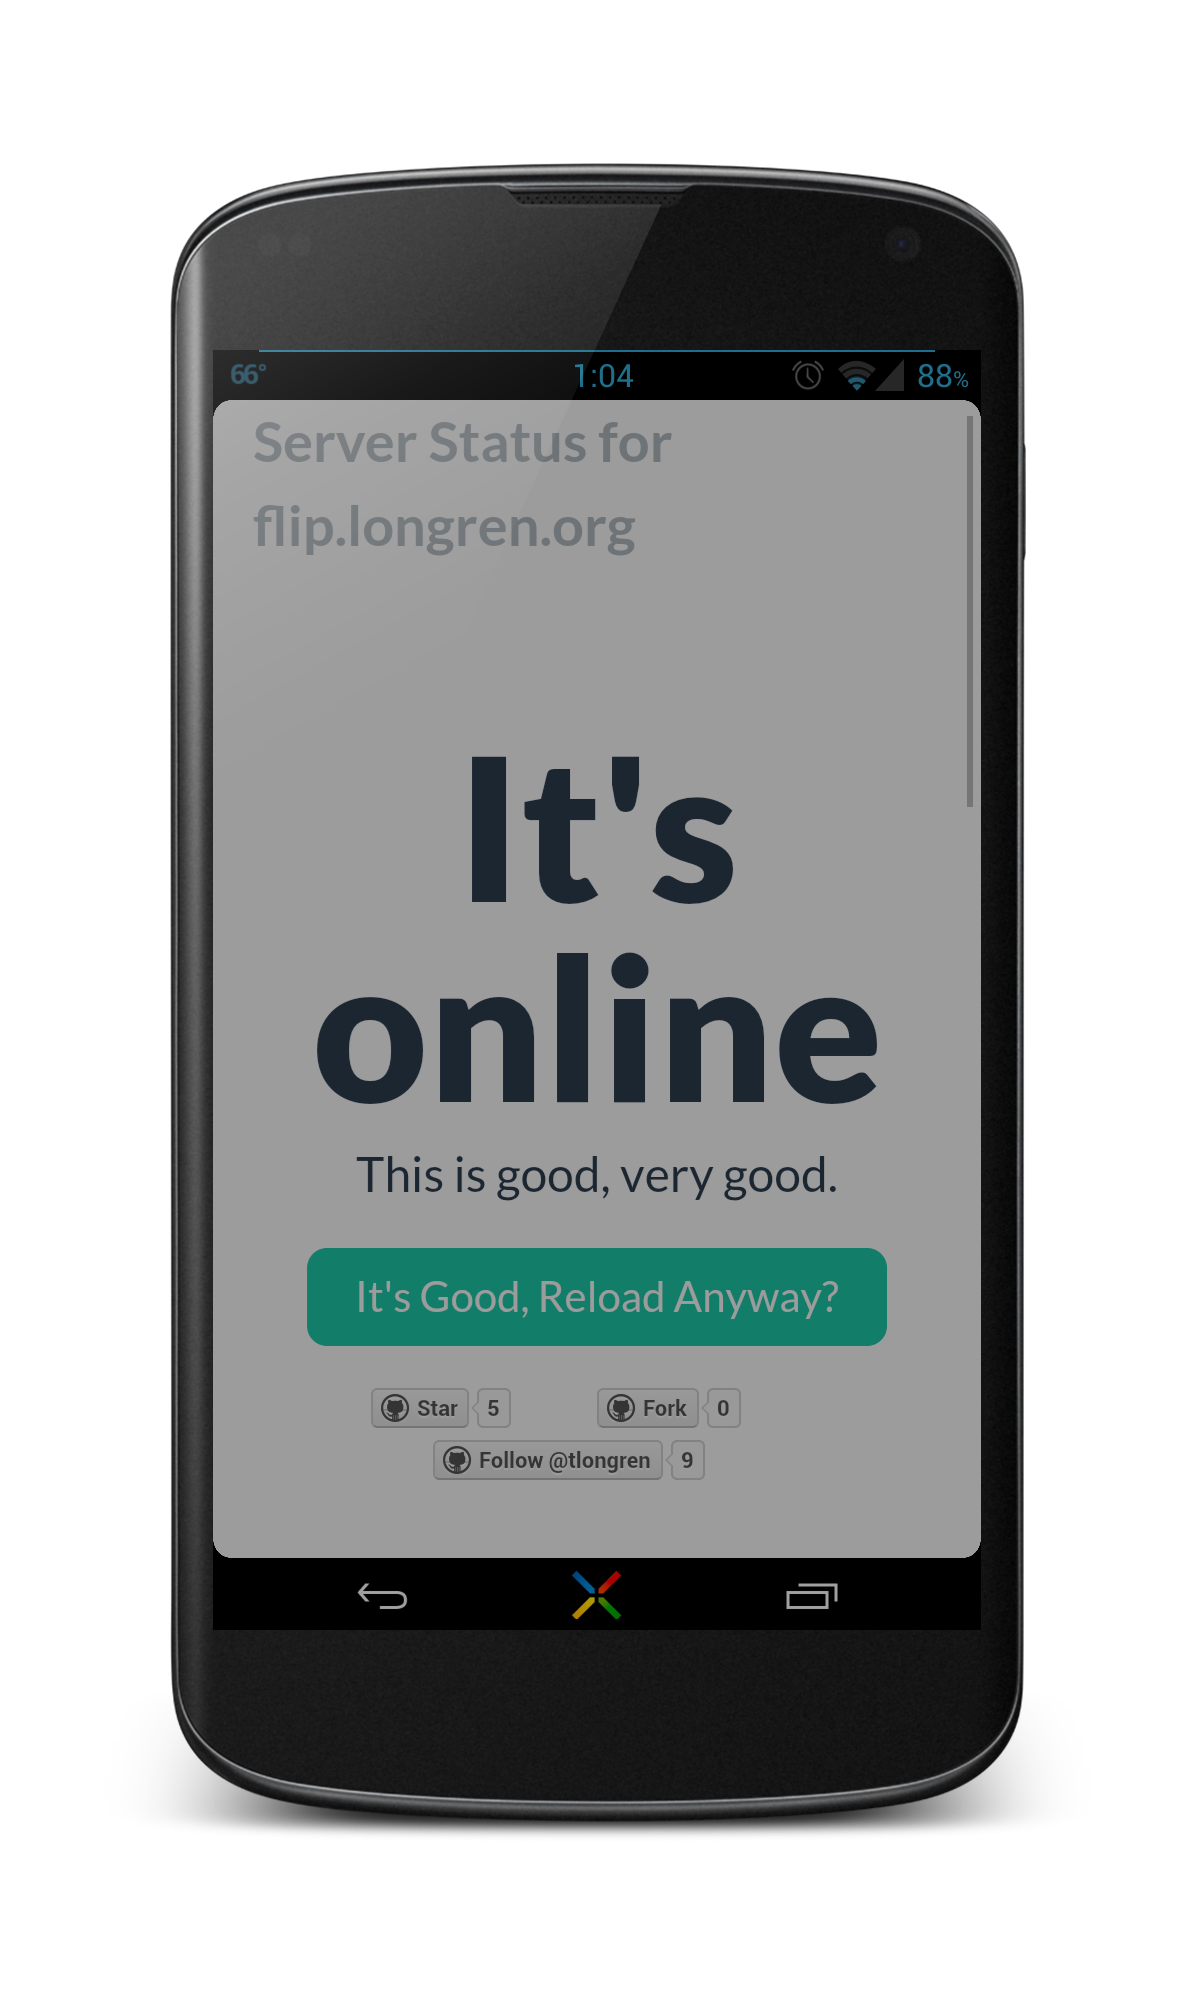 66° 1:04 88%
Server Status for
flip.longren.org
It's
online
This is good, very good.
It's Good, Reload Anyway?
Star 5 Fork 0
Follow @tlongren 9